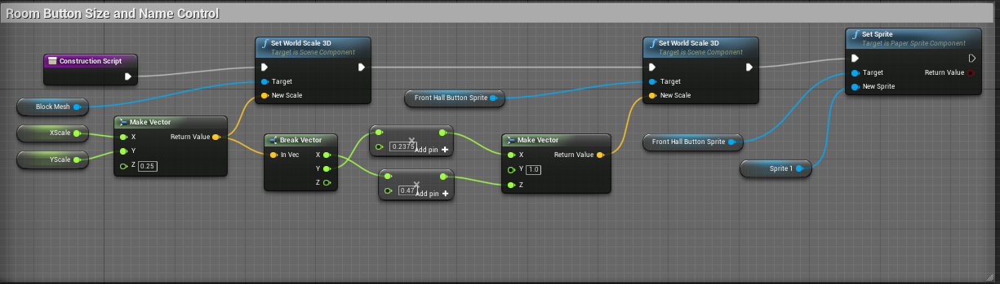 Room Button Size and Name Control
Construction Script
Set World Scale 3D
Target is Scene Component
Target
New Scale
Block Mesh
XScale
YScale
Make Vector
X
Return Value
Y
Z 0.25
Break Vector
In Vec
X
Y
Z
0.2375
Add pin +
0.47
Add pin +
Front Hall Button Sprite
Make Vector
X
Return Value
Y 1.0
Z
Set World Scale 3D
Target is Scene Component
Target
New Scale
Front Hall Button Sprite
Sprite 1
Set Sprite
Target is Paper Sprite Component
Target
Return Value
New Sprite